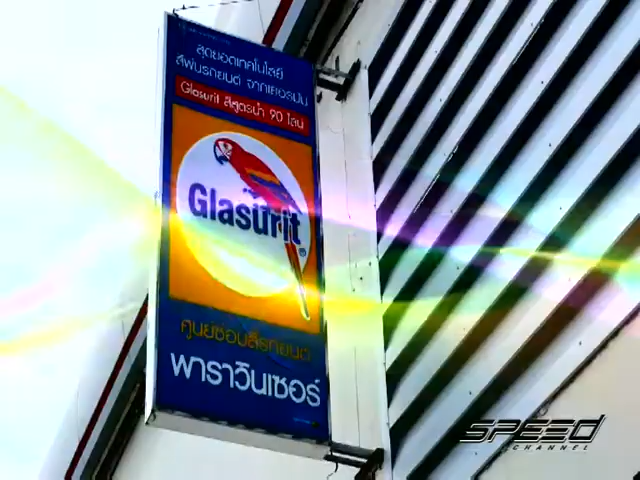 สุดยอดเทคโนโลยี
สีพ่นรถยนต์ จากเยอรมัน
Glasurit สีสูตรน้ำ 90 ไลน์
Glasurit
ศูนย์ซ่อมสีรถยนต์
พาราวินเซอร์
SPEED
CHANNEL